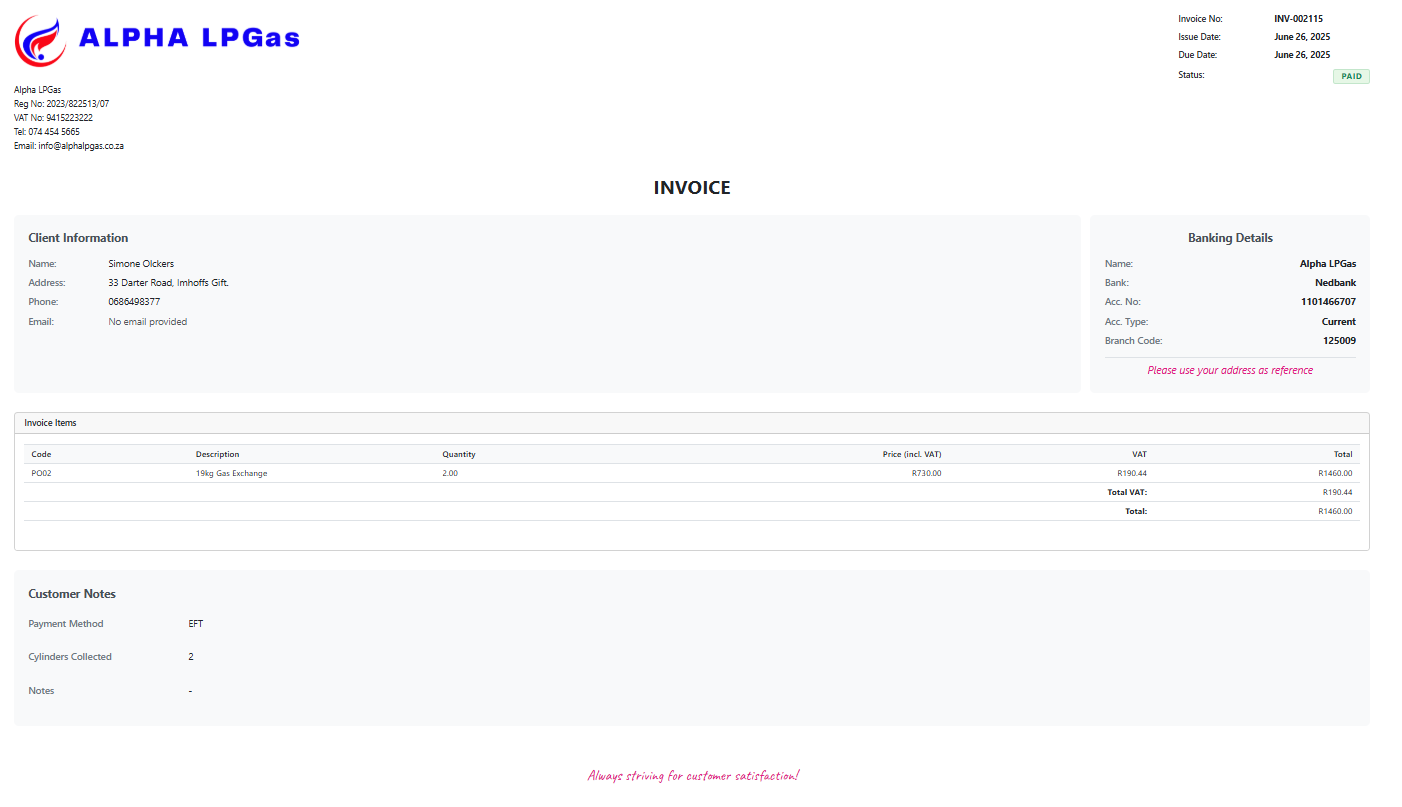 ALPHA LPGas
Invoice No: INV-002115
Issue Date: June 26, 2025
Due Date: June 26, 2025
Status: PAID
Alpha LPGas
Reg No: 2023/822513/07
VAT No: 9415223222
Tel: 074 454 5665
Email: info@alphalpgas.co.za
INVOICE
Client Information
Name: Simone Olckers
Address: 33 Darter Road, Imhoffs Gift.
Phone: 0686498377
Email: No email provided
Banking Details
Name: Alpha LPGas
Bank: Nedbank
Acc. No: 1101466707
Acc. Type: Current
Branch Code: 125009
Please use your address as reference
Invoice Items
Code Description Quantity Price (incl. VAT) VAT Total
PO02 19kg Gas Exchange 2.00 R730.00 R190.44 R1460.00
Total VAT: R190.44
Total: R1460.00
Customer Notes
Payment Method EFT
Cylinders Collected 2
Notes -
Always striving for customer satisfaction!